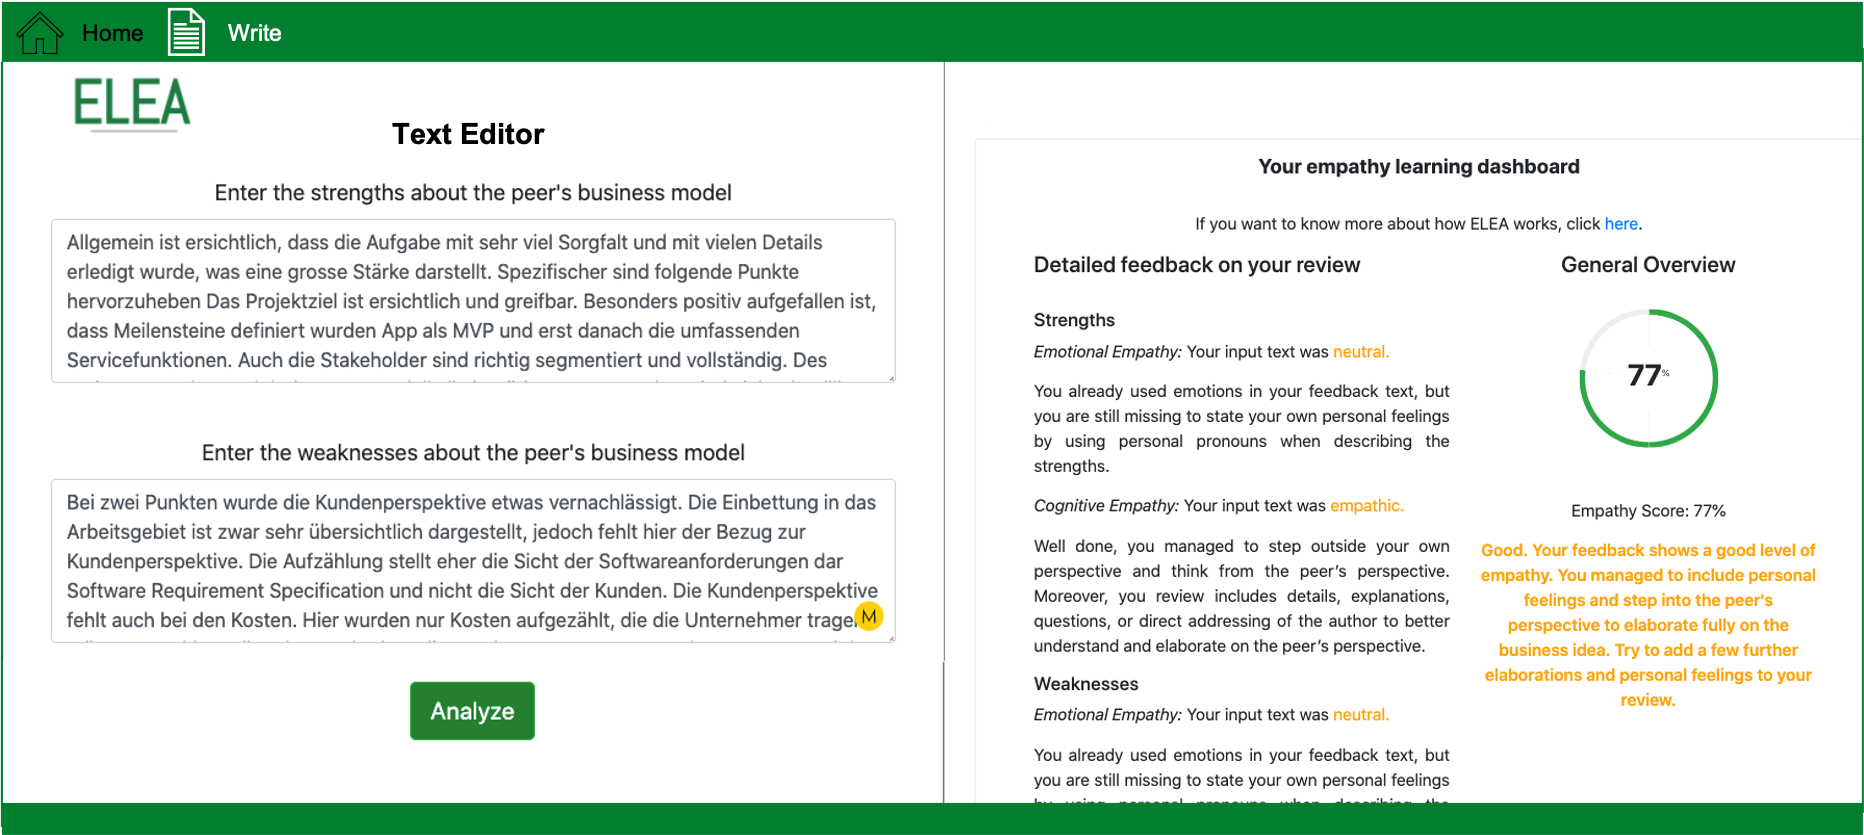 Home
Write
ELEA
Text Editor
Enter the strengths about the peer's business model
Allgemein ist ersichtlich, dass die Aufgabe mit sehr viel Sorgfalt und mit vielen Details
erledigt wurde, was eine grosse Stärke darstellt. Spezifischer sind folgende Punkte
hervorzuheben Das Projektziel ist ersichtlich und greifbar. Besonders positiv aufgefallen ist,
dass Meilensteine definiert wurden App als MVP und erst danach die umfassenden
Servicefunktionen. Auch die Stakeholder sind richtig segmentiert und vollständig. Des
Enter the weaknesses about the peer's business model
Bei zwei Punkten wurde die Kundenperspektive etwas vernachlässigt. Die Einbettung in das
Arbeitsgebiet ist zwar sehr übersichtlich dargestellt, jedoch fehlt hier der Bezug zur
Kundenperspektive. Die Aufzählung stellt eher die Sicht der Softwareanforderungen dar
Software Requirement Specification und nicht die Sicht der Kunden. Die Kundenperspektive
fehlt auch bei den Kosten. Hier wurden nur Kosten aufgezählt, die die Unternehmer tragen
M
Analyze
Your empathy learning dashboard
If you want to know more about how ELEA works, click here.
Detailed feedback on your review
Strengths
Emotional Empathy: Your input text was neutral.
You already used emotions in your feedback text, but
you are still missing to state your own personal feelings
by using personal pronouns when describing the
strengths.
Cognitive Empathy: Your input text was empathic.
Well done, you managed to step outside your own
perspective and think from the peer’s perspective.
Moreover, you review includes details, explanations,
questions, or direct addressing of the author to better
understand and elaborate on the peer’s perspective.
Weaknesses
Emotional Empathy: Your input text was neutral.
You already used emotions in your feedback text, but
you are still missing to state your own personal feelings
by using personal pronouns when describing the
General Overview
77%
Empathy Score: 77%
Good. Your feedback shows a good level of
empathy. You managed to include personal
feelings and step into the peer's
perspective to elaborate fully on the
business idea. Try to add a few further
elaborations and personal feelings to your
review.